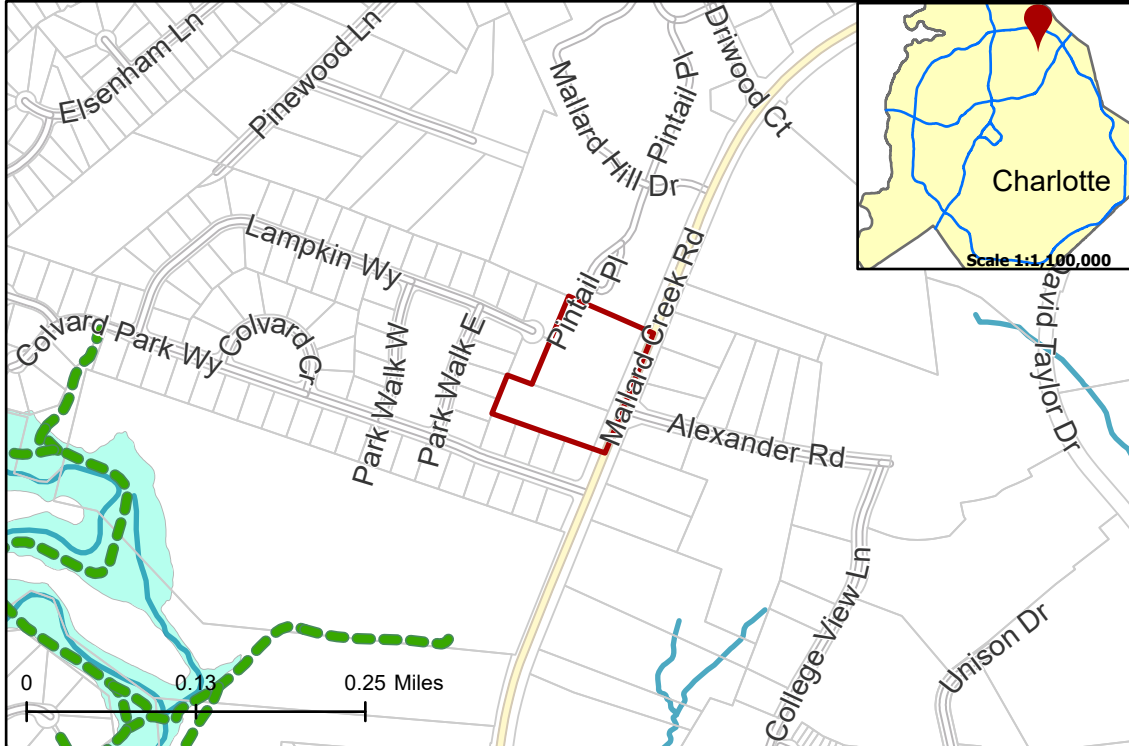 Elsenham Ln
Pinewood Ln
Mallard Hill Dr
Pintail Pl
Driwood Ct
Charlotte
Scale 1:1,100,000
Lampkin Wy
Pintail Pl
Mallard Creek Rd
David Taylor Dr
Colvard Park Wy
Colvard Cr
Park Walk W
Park Walk E
Alexander Rd
College View Ln
Unison Dr
0 0.13 0.25 Miles